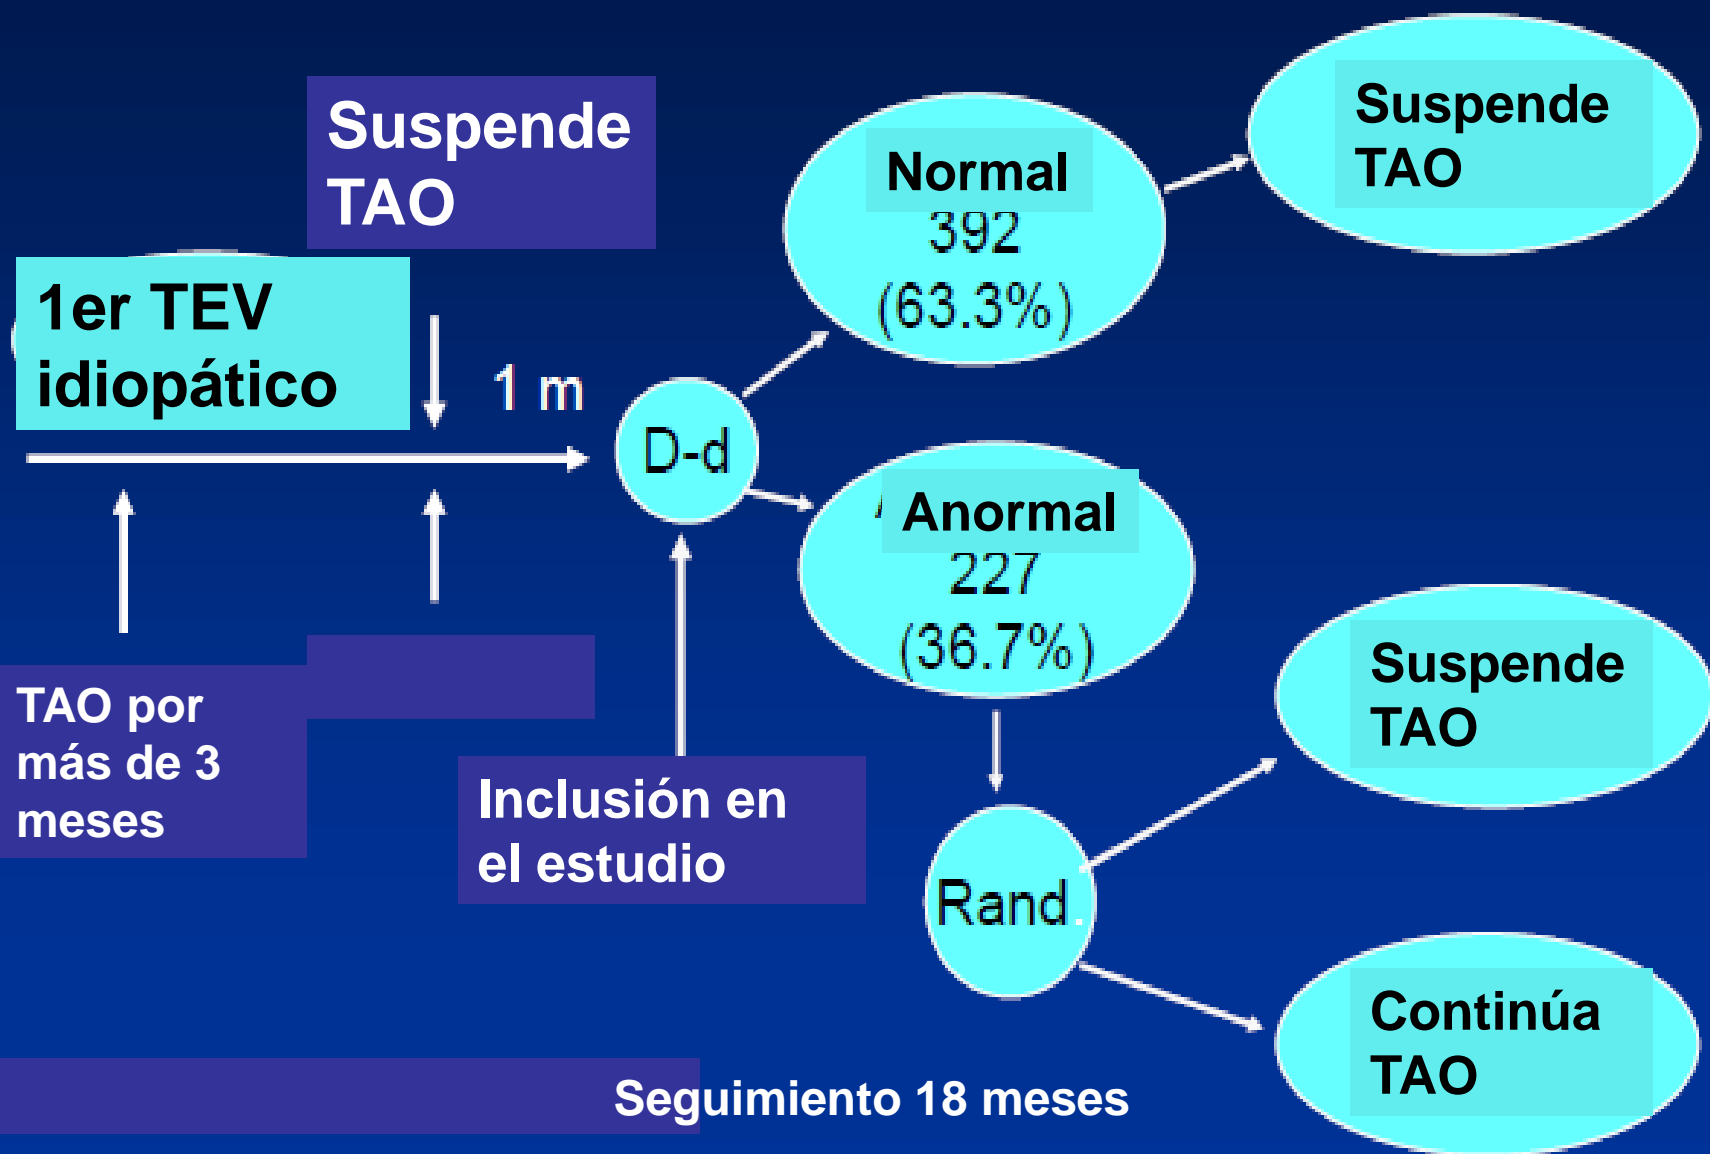 Suspende
TAO
1er TEV
idiopático
1 m
D-d
Normal
392
(63.3%)
Suspende
TAO
Anormal
227
(36.7%)
TAO por
más de 3
meses
Inclusión en
el estudio
Rand.
Suspende
TAO
Continúa
TAO
Seguimiento 18 meses